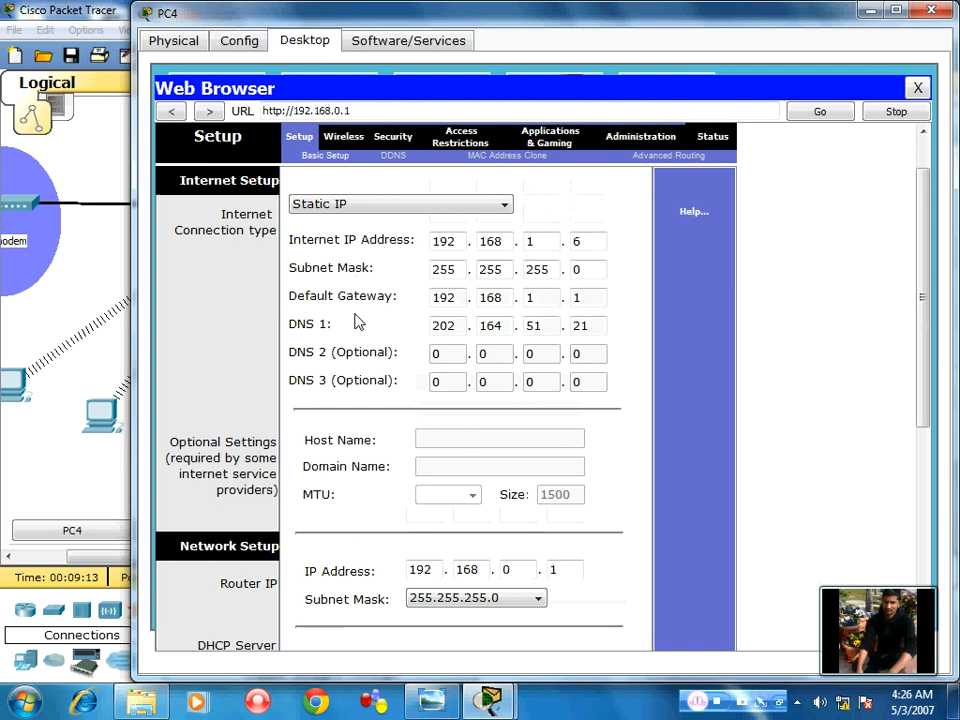 Cisco Packet Tracer
File Edit Options
Logical
odem
PC4
Time: 00:09:13
Connections
PC4
Physical Config Desktop Software/Services
Web Browser X
< > URL http://192.168.0.1 Go Stop
Setup
Setup Wireless Security Access Restrictions Applications & Gaming Administration Status
Basic Setup DDNS MAC Address Clone Advanced Routing
Internet Setup
Internet Connection type
Static IP
Help...
Internet IP Address: 192 . 168 . 1 . 6
Subnet Mask: 255 . 255 . 255 . 0
Default Gateway: 192 . 168 . 1 . 1
DNS 1: 202 . 164 . 51 . 21
DNS 2 (Optional): 0 . 0 . 0 . 0
DNS 3 (Optional): 0 . 0 . 0 . 0
Optional Settings
(required by some
internet service
providers)
Host Name:
Domain Name:
MTU: Size: 1500
Network Setup
Router IP
IP Address: 192 . 168 . 0 . 1
Subnet Mask: 255.255.255.0
DHCP Server
4:26 AM
5/3/2007